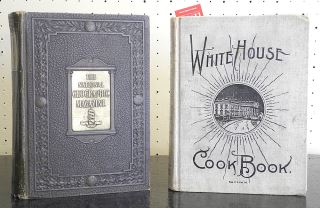 THE
NATIONAL
GEOGRAPHIC
MAGAZINE
WHITE HOUSE
COOK BOOK.